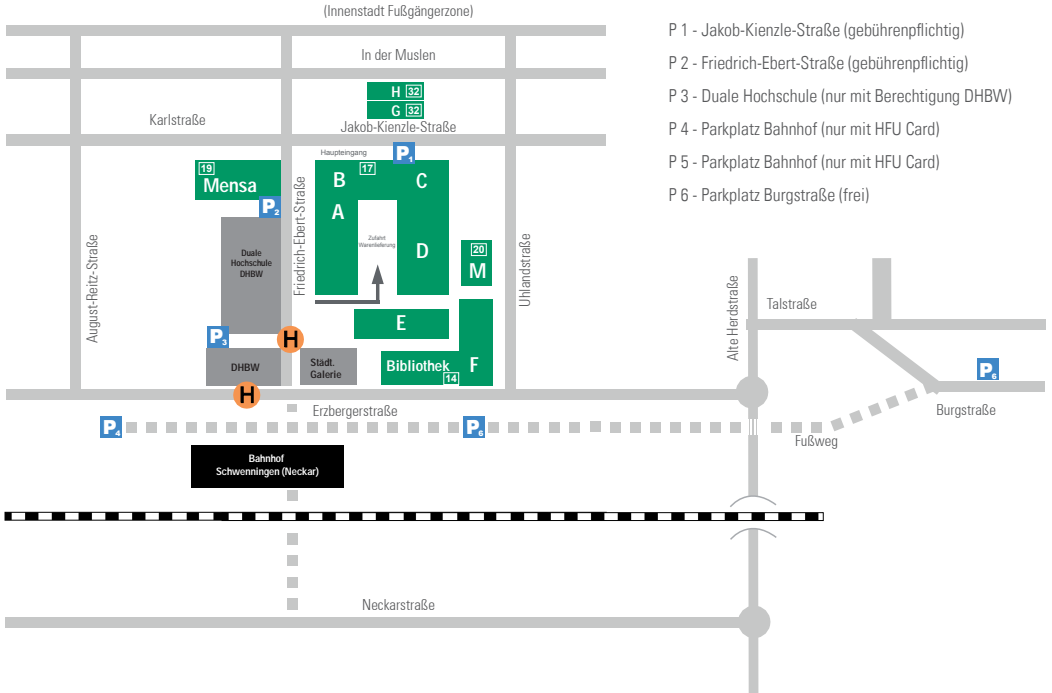 (Innenstadt Fußgängerzone)
In der Muslen
H 32
G 32
Karlstraße
Jakob-Kienzle-Straße
Haupteingang
P1
19
Mensa
P2
17
B
C
A
D
Zufahrt
Warenlieferung
20
M
August-Reitz-Straße
Friedrich-Ebert-Straße
Uhlandstraße
Duale
Hochschule
DHBW
P3
H
E
DHBW
Städt.
Galerie
Bibliothek
14
F
H
Erzbergerstraße
P4
P6
Bahnhof
Schwenningen (Neckar)
Neckarstraße
P 1 - Jakob-Kienzle-Straße (gebührenpflichtig)
P 2 - Friedrich-Ebert-Straße (gebührenpflichtig)
P 3 - Duale Hochschule (nur mit Berechtigung DHBW)
P 4 - Parkplatz Bahnhof (nur mit HFU Card)
P 5 - Parkplatz Bahnhof (nur mit HFU Card)
P 6 - Parkplatz Burgstraße (frei)
Alte Herdstraße
Talstraße
P6
Burgstraße
Fußweg